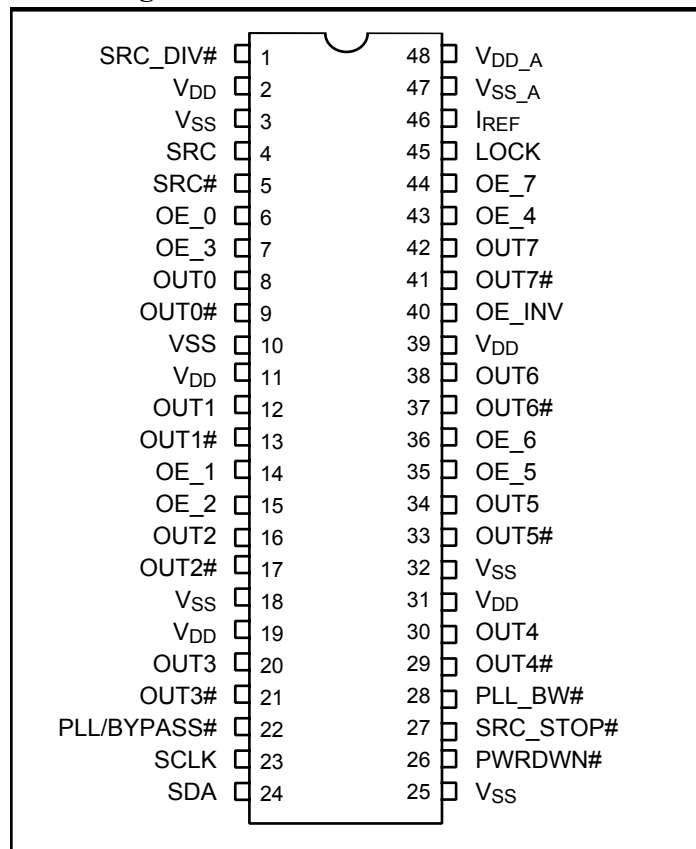 SRC_DIV# 1 48 VDD_A
VDD 2 47 VSS_A
VSS 3 46 IREF
SRC 4 45 LOCK
SRC# 5 44 OE_7
OE_0 6 43 OE_4
OE_3 7 42 OUT7
OUT0 8 41 OUT7#
OUT0# 9 40 OE_INV
VSS 10 39 VDD
VDD 11 38 OUT6
OUT1 12 37 OUT6#
OUT1# 13 36 OE_6
OE_1 14 35 OE_5
OE_2 15 34 OUT5
OUT2 16 33 OUT5#
OUT2# 17 32 VSS
VSS 18 31 VDD
VDD 19 30 OUT4
OUT3 20 29 OUT4#
OUT3# 21 28 PLL_BW#
PLL/BYPASS# 22 27 SRC_STOP#
SCLK 23 26 PWRDWN#
SDA 24 25 VSS